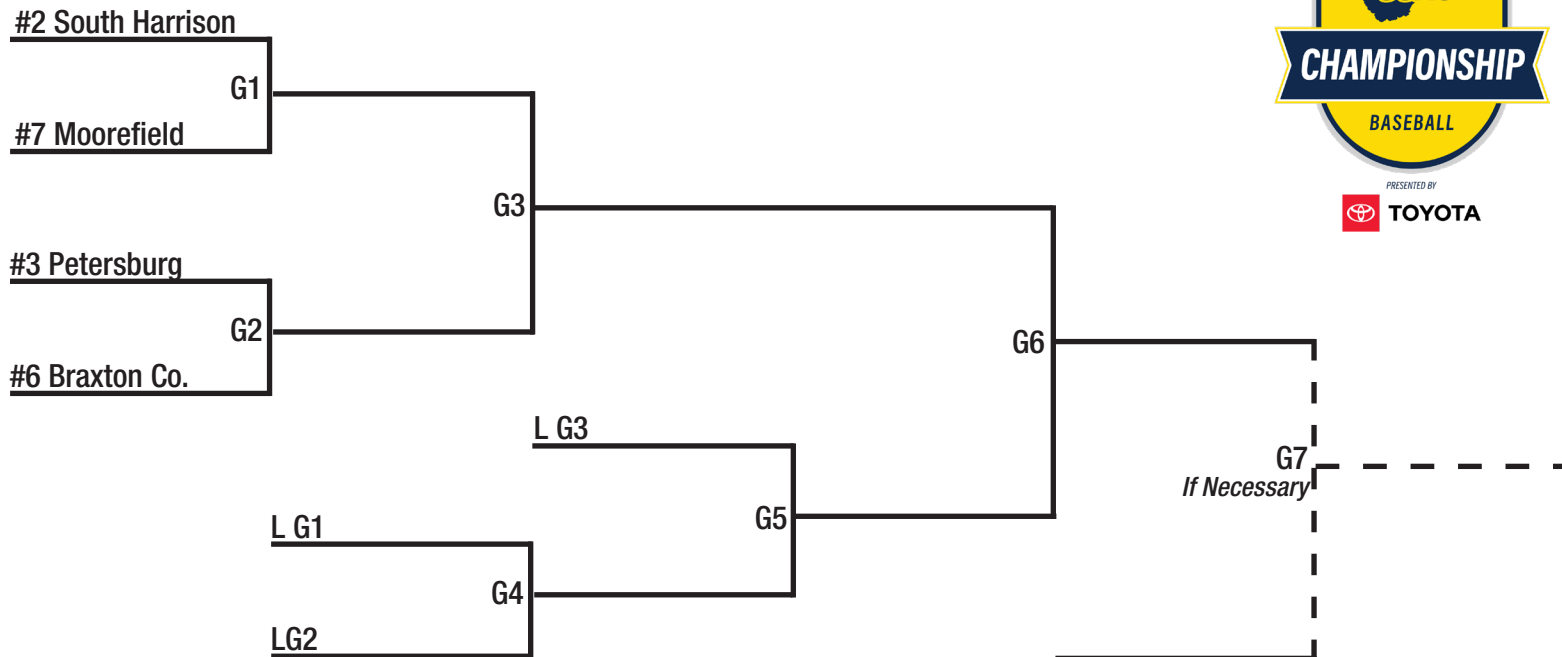 #2 South Harrison
G1
#7 Moorefield
G3
#3 Petersburg
G2
#6 Braxton Co.
G6
L G3
G7
If Necessary
G5
L G1
G4
LG2
CHAMPIONSHIP
BASEBALL
PRESENTED BY
TOYOTA